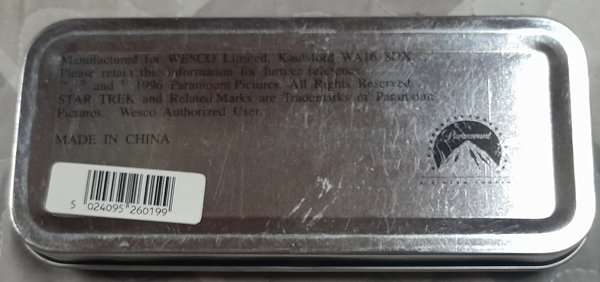 Manufactured for WESCO Limited, Knutsford WA16 8DX.
Please retain this information for further reference.
™, ® and © 1996 Paramount Pictures. All Rights Reserved.
STAR TREK and Related Marks are Trademarks of Paramount
Pictures. Wesco Authorized User.
MADE IN CHINA
Paramount
5 024095 260199